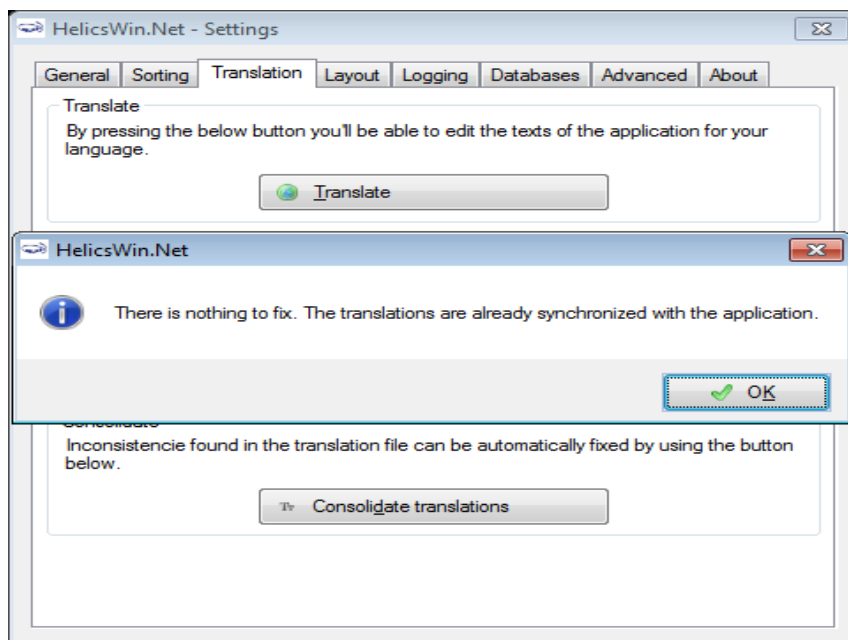 HelicsWin.Net - Settings
General Sorting Translation Layout Logging Databases Advanced About
Translate
By pressing the below button you'll be able to edit the texts of the application for your
language.
Translate
HelicsWin.Net
There is nothing to fix. The translations are already synchronized with the application.
OK
Consolidate
Inconsistencie found in the translation file can be automatically fixed by using the button
below.
Tr Consolidate translations